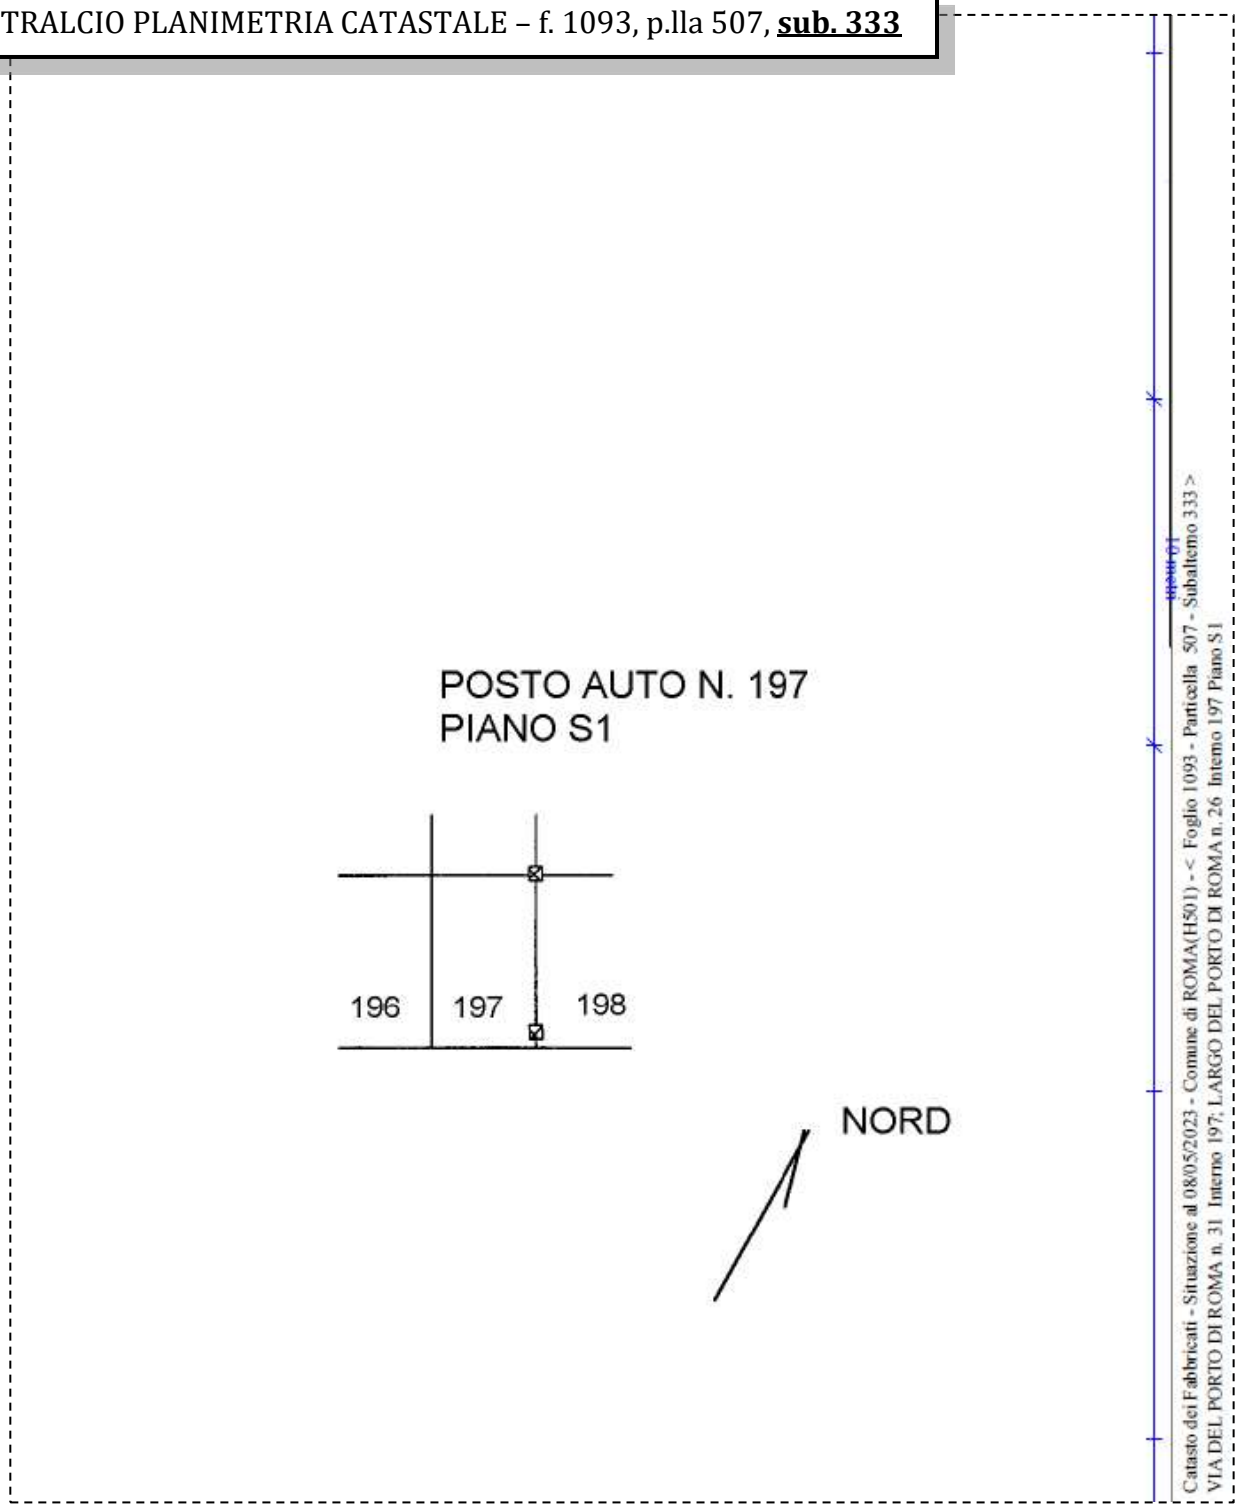 TRALCIO PLANIMETRIA CATASTALE – f. 1093, p.lla 507, sub. 333
POSTO AUTO N. 197
PIANO S1
196 197 198
NORD
10 metri
Catasto dei Fabbricati - Situazione al 08/05/2023 - Comune di ROMA(H501) - < Foglio 1093 - Particella 507 - Subalterno 333 >
VIA DEL PORTO DI ROMA n. 31 Interno 197; LARGO DEL PORTO DI ROMA n. 26 Interno 197 Piano S1